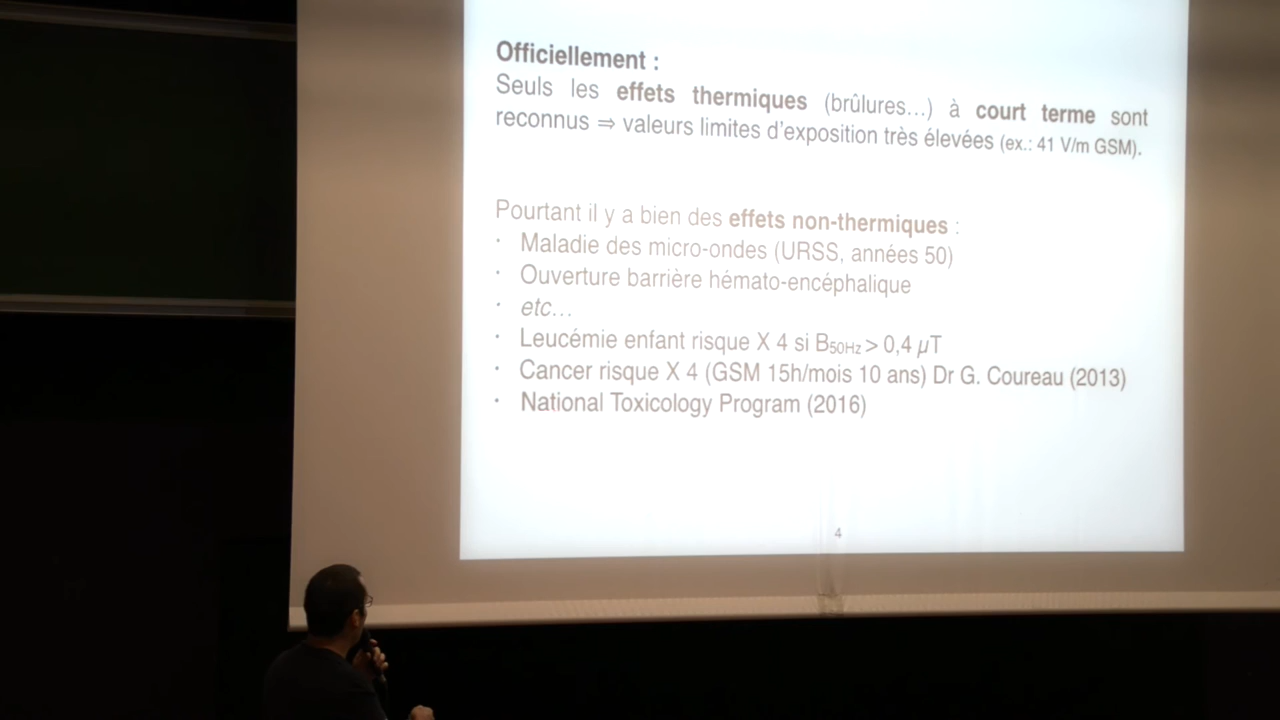 Officiellement :
Seuls les effets thermiques (brûlures...) à court terme sont
reconnus ⇒ valeurs limites d'exposition très élevées (ex.: 41 V/m GSM).
Pourtant il y a bien des effets non-thermiques :
· Maladie des micro-ondes (URSS, années 50)
· Ouverture barrière hémato-encéphalique
· etc...
· Leucémie enfant risque X 4 si B50Hz > 0,4 µT
· Cancer risque X 4 (GSM 15h/mois 10 ans) Dr G. Coureau (2013)
· National Toxicology Program (2016)
4